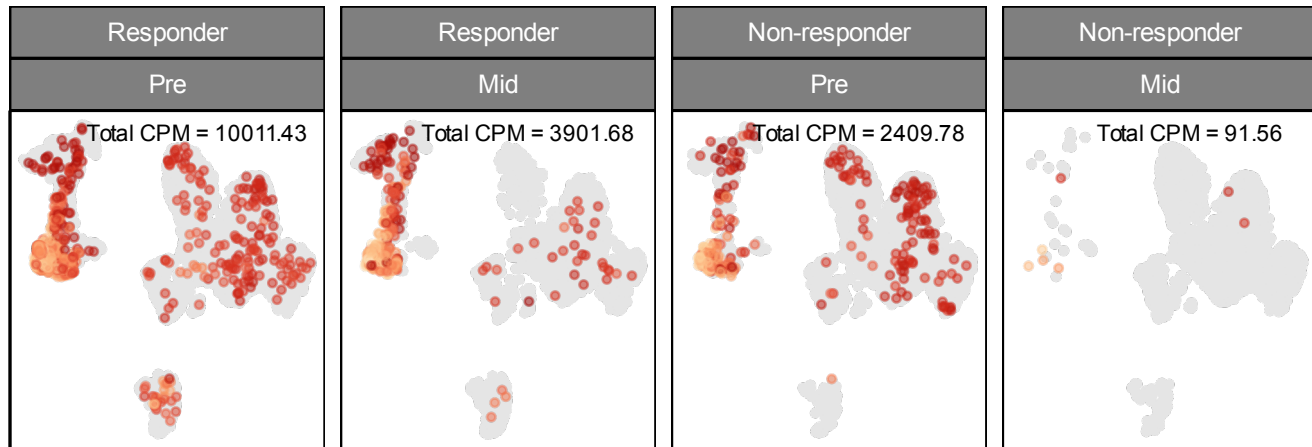 Responder Responder Non-responder Non-responder
Pre Mid Pre Mid
Total CPM = 10011.43 Total CPM = 3901.68 Total CPM = 2409.78 Total CPM = 91.56